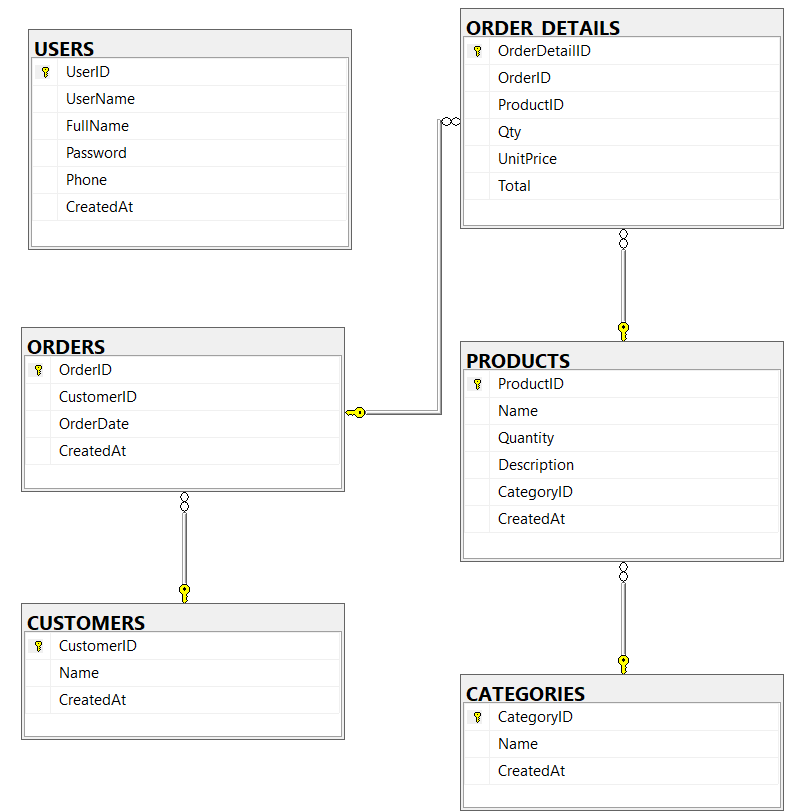 USERS
UserID
UserName
FullName
Password
Phone
CreatedAt
ORDER_DETAILS
OrderDetailID
OrderID
ProductID
Qty
UnitPrice
Total
ORDERS
OrderID
CustomerID
OrderDate
CreatedAt
PRODUCTS
ProductID
Name
Quantity
Description
CategoryID
CreatedAt
CUSTOMERS
CustomerID
Name
CreatedAt
CATEGORIES
CategoryID
Name
CreatedAt